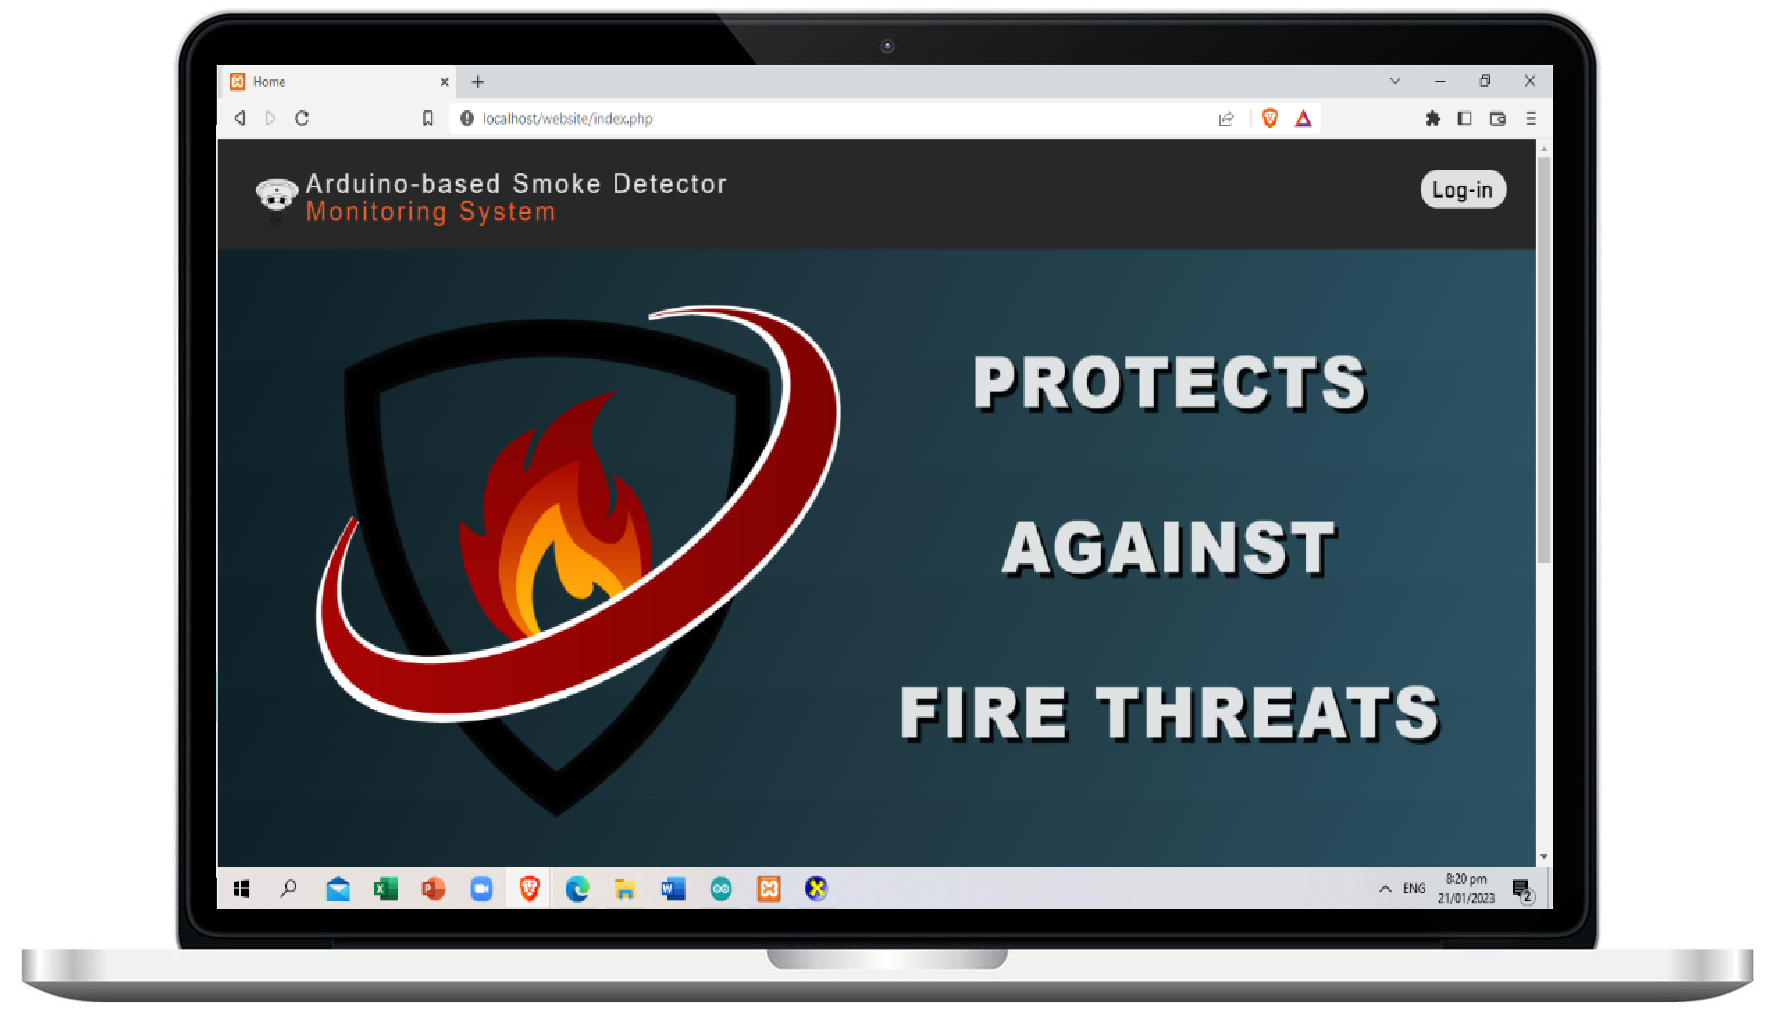 Home
localhost/website/index.php
Arduino-based Smoke Detector
Monitoring System
Log-in
PROTECTS
AGAINST
FIRE THREATS
ENG
8:20 pm
21/01/2023
2